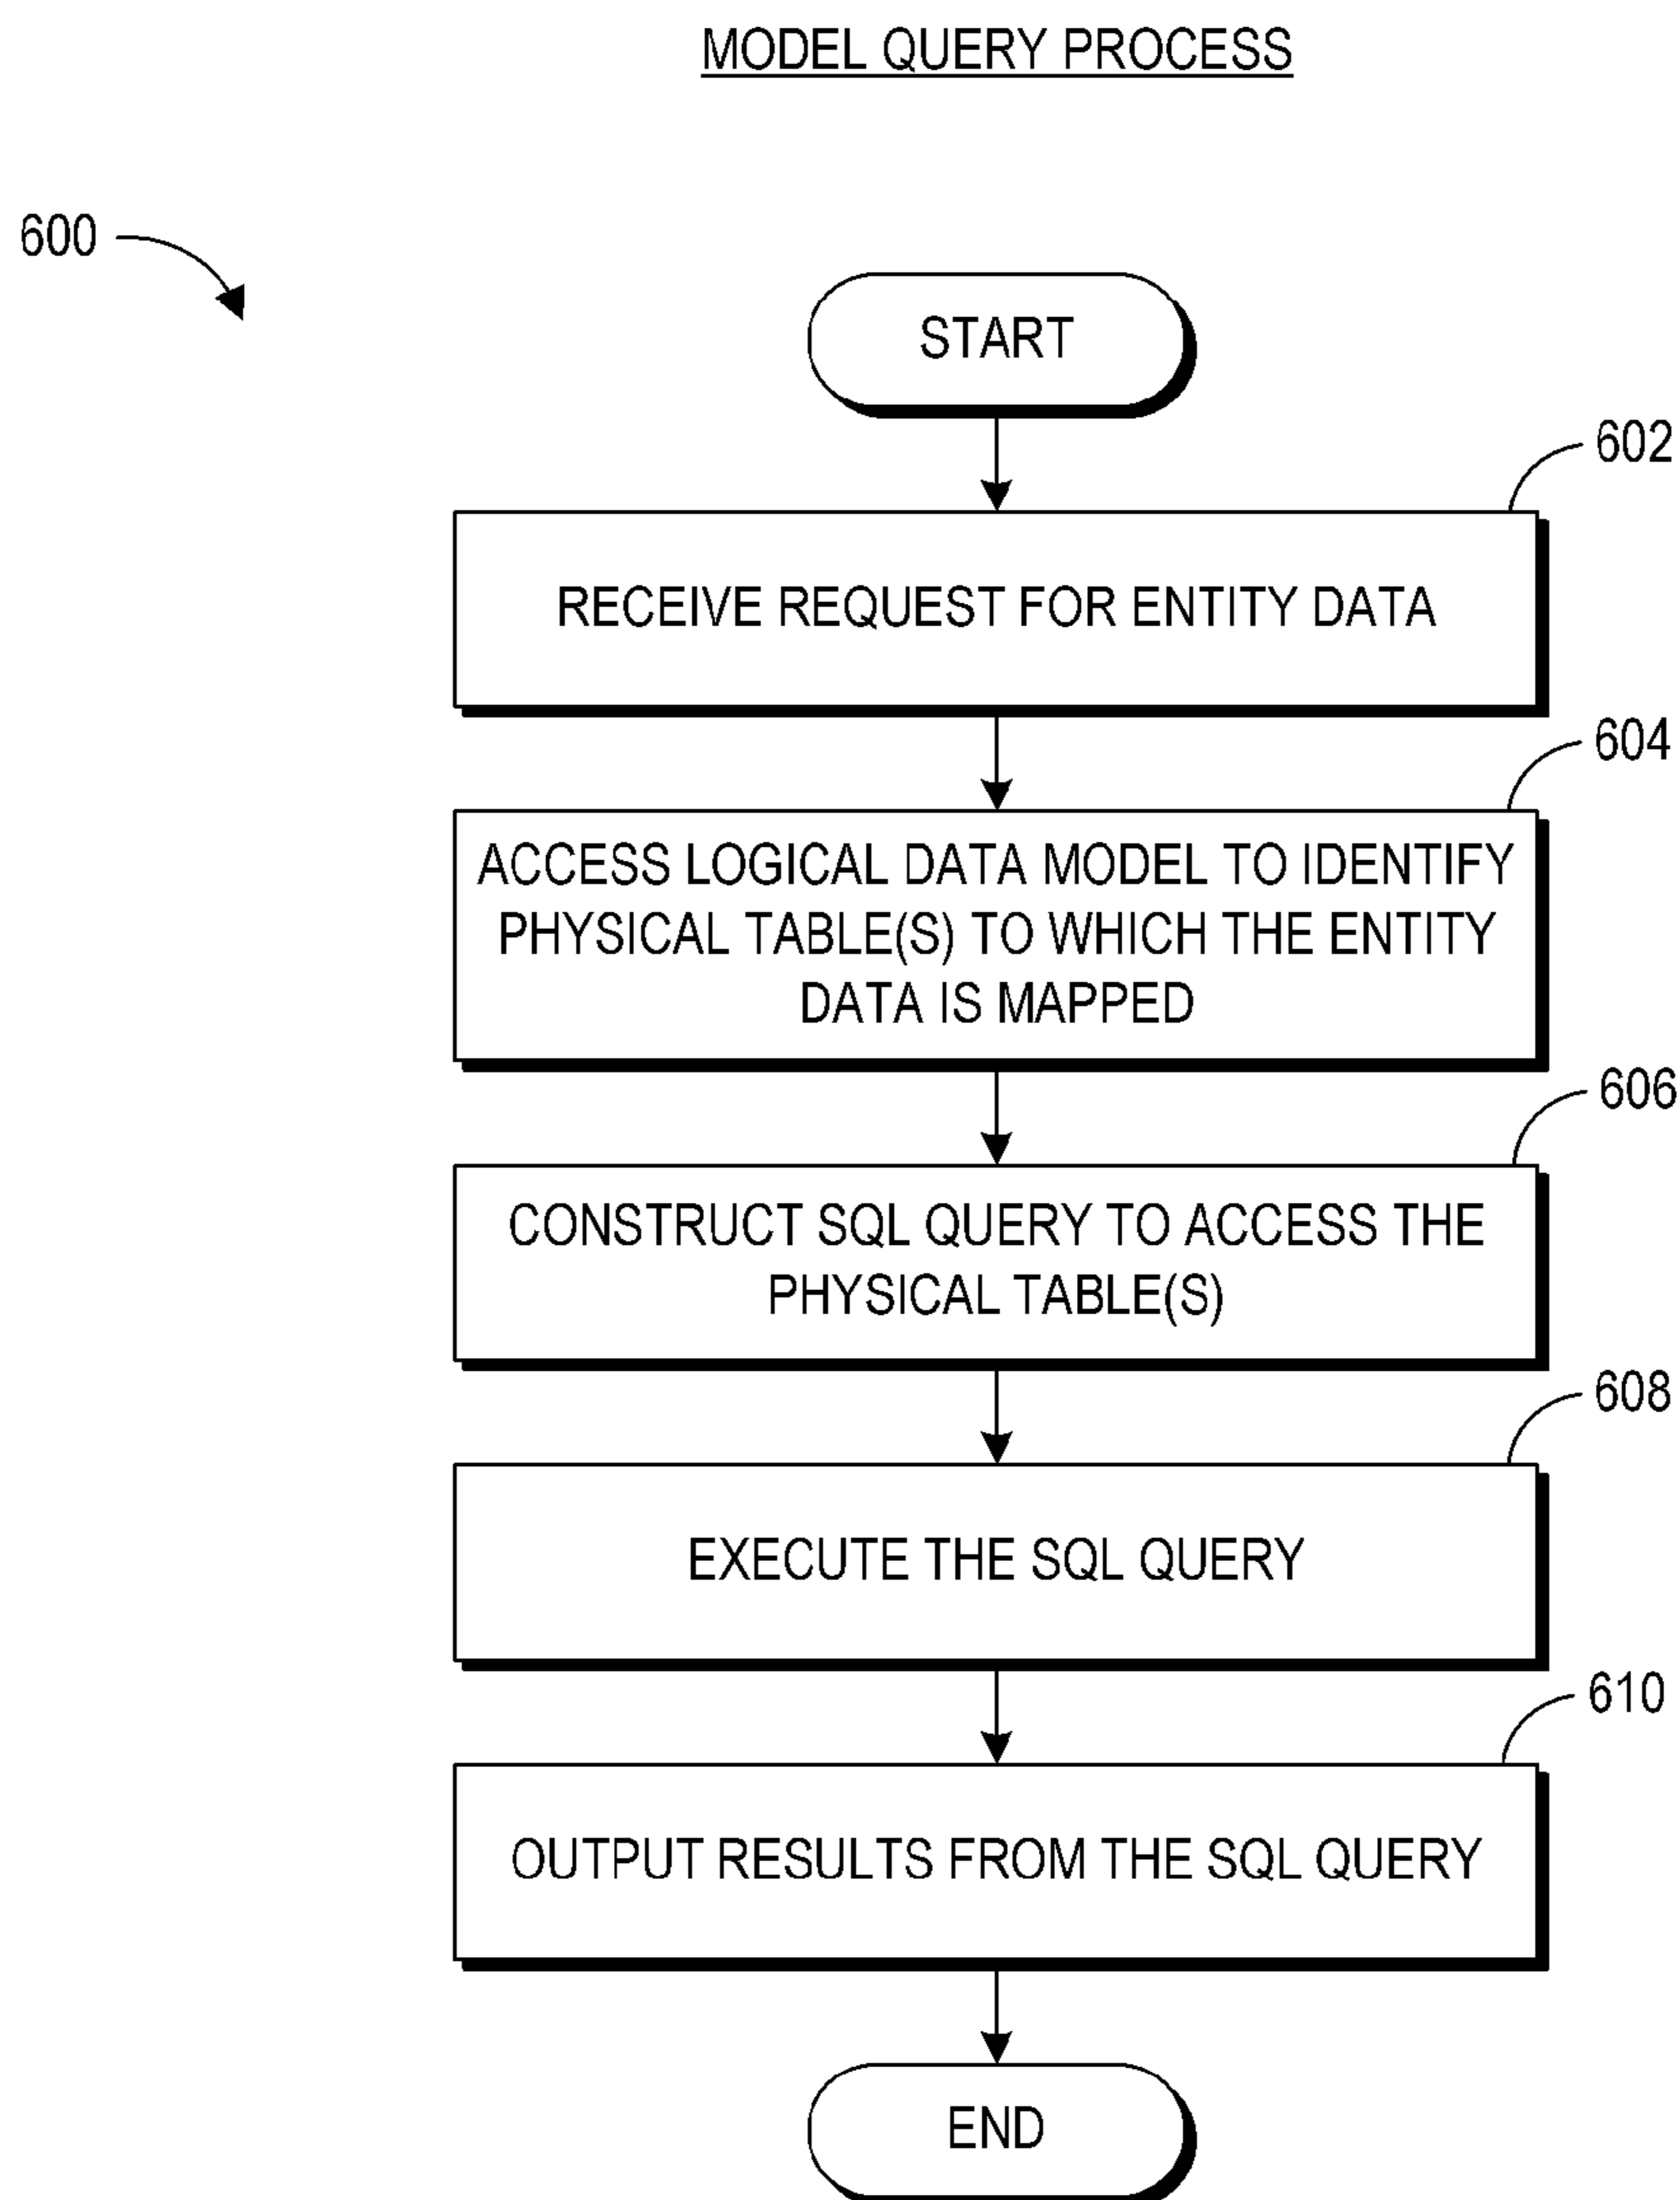 MODEL QUERY PROCESS
600
START
602
RECEIVE REQUEST FOR ENTITY DATA
604
ACCESS LOGICAL DATA MODEL TO IDENTIFY
PHYSICAL TABLE(S) TO WHICH THE ENTITY
DATA IS MAPPED
606
CONSTRUCT SQL QUERY TO ACCESS THE
PHYSICAL TABLE(S)
608
EXECUTE THE SQL QUERY
610
OUTPUT RESULTS FROM THE SQL QUERY
END